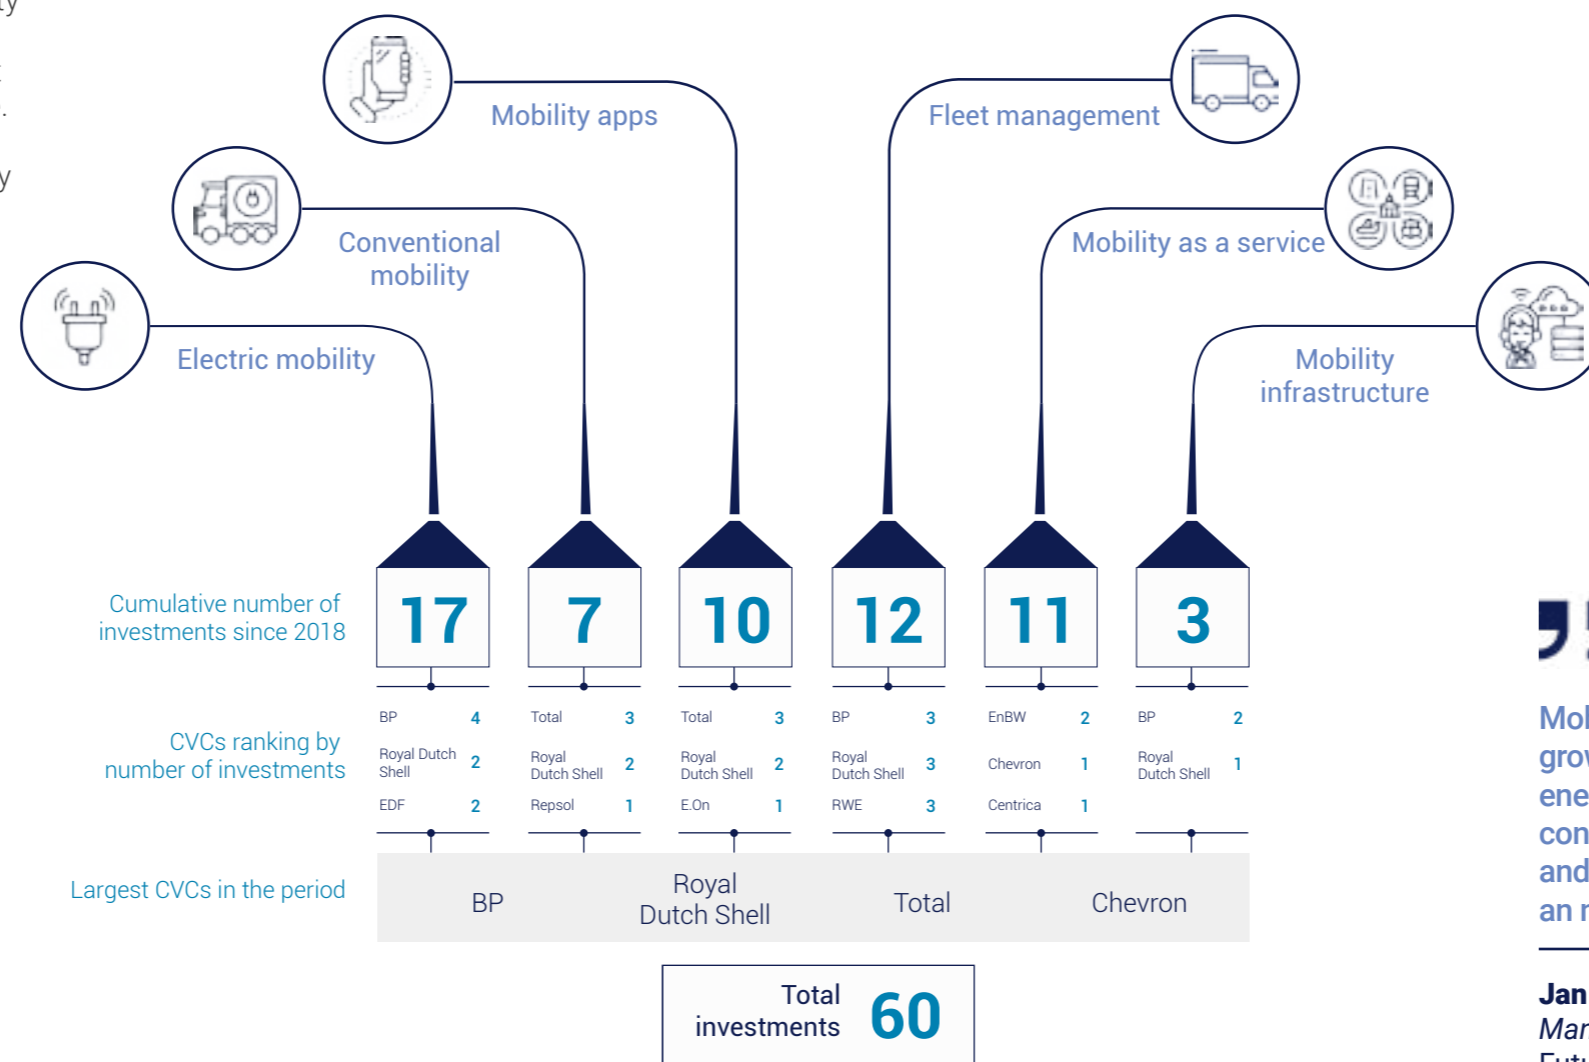 Mobility apps
Fleet management
Conventional
mobility
Mobility as a service
Electric mobility
Mobility
infrastructure
Cumulative number of
investments since 2018
17
7
10
12
11
3
CVCs ranking by
number of investments
BP 4
Royal Dutch
Shell 2
EDF 2
Total 3
Royal
Dutch Shell 2
Repsol 1
Total 3
Royal
Dutch Shell 2
E.On 1
BP 3
Royal
Dutch Shell 3
RWE 3
EnBW 2
Chevron 1
Centrica 1
BP 2
Royal
Dutch Shell 1
Largest CVCs in the period
BP
Royal
Dutch Shell
Total
Chevron
Total
investments 60
and
an
Jan